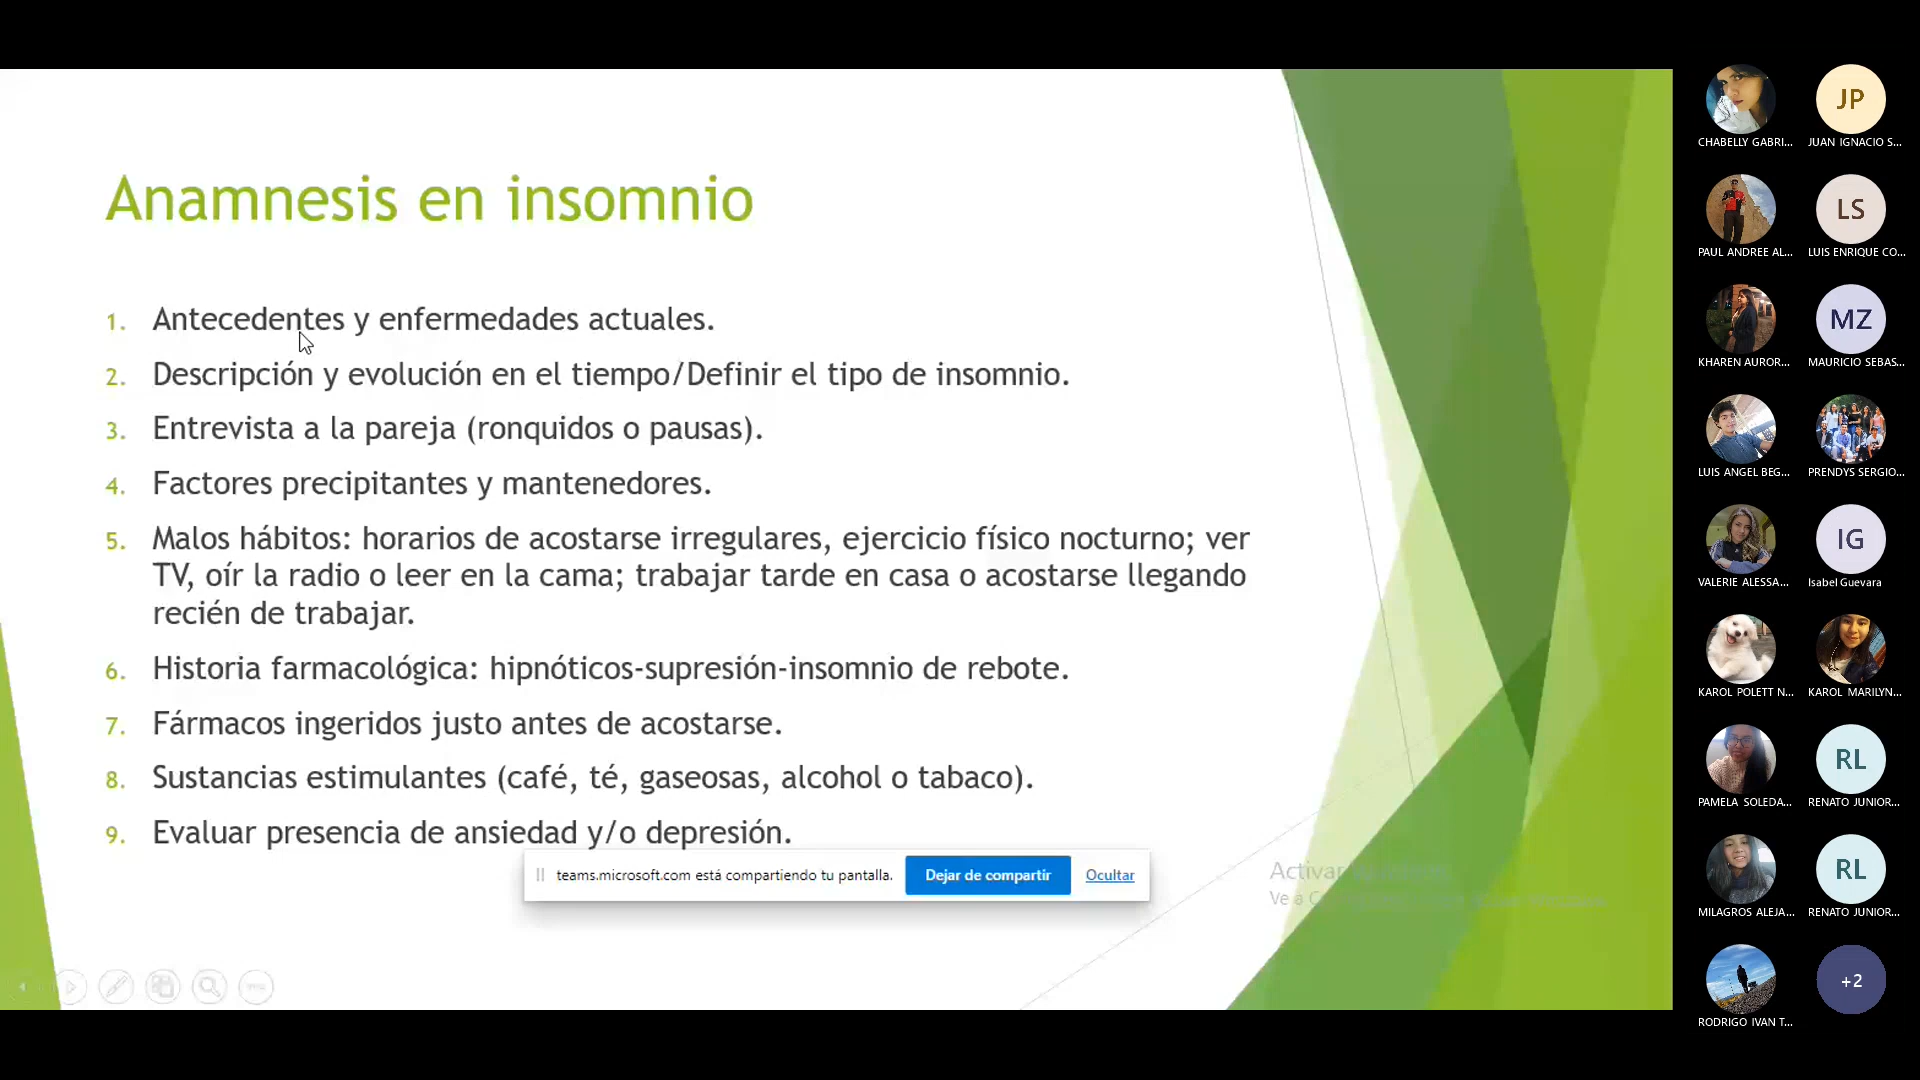 Anamnesis en insomnio
1. Antecedentes y enfermedades actuales.
2. Descripción y evolución en el tiempo/Definir el tipo de insomnio.
3. Entrevista a la pareja (ronquidos o pausas).
4. Factores precipitantes y mantenedores.
5. Malos hábitos: horarios de acostarse irregulares, ejercicio físico nocturno; ver
TV, oír la radio o leer en la cama; trabajar tarde en casa o acostarse llegando
recién de trabajar.
6. Historia farmacológica: hipnóticos-supresión-insomnio de rebote.
7. Fármacos ingeridos justo antes de acostarse.
8. Sustancias estimulantes (café, té, gaseosas, alcohol o tabaco).
9. Evaluar presencia de ansiedad y/o depresión.
teams.microsoft.com está compartiendo tu pantalla. Dejar de compartir Ocultar
Activar
Ve a
CHABELLY GABRI... JP JUAN IGNACIO S...
PAUL ANDREE AL... LS LUIS ENRIQUE CO...
KHAREN AUROR... MZ MAURICIO SEBAS...
LUIS ANGEL BEG... PRENDYS SERGIO...
VALERIE ALESSA... IG Isabel Guevara
KAROL POLETT N... KAROL MARILYN...
PAMELA SOLEDA... RL RENATO JUNIOR...
MILAGROS ALEJA... RL RENATO JUNIOR...
RODRIGO IVAN T... +2